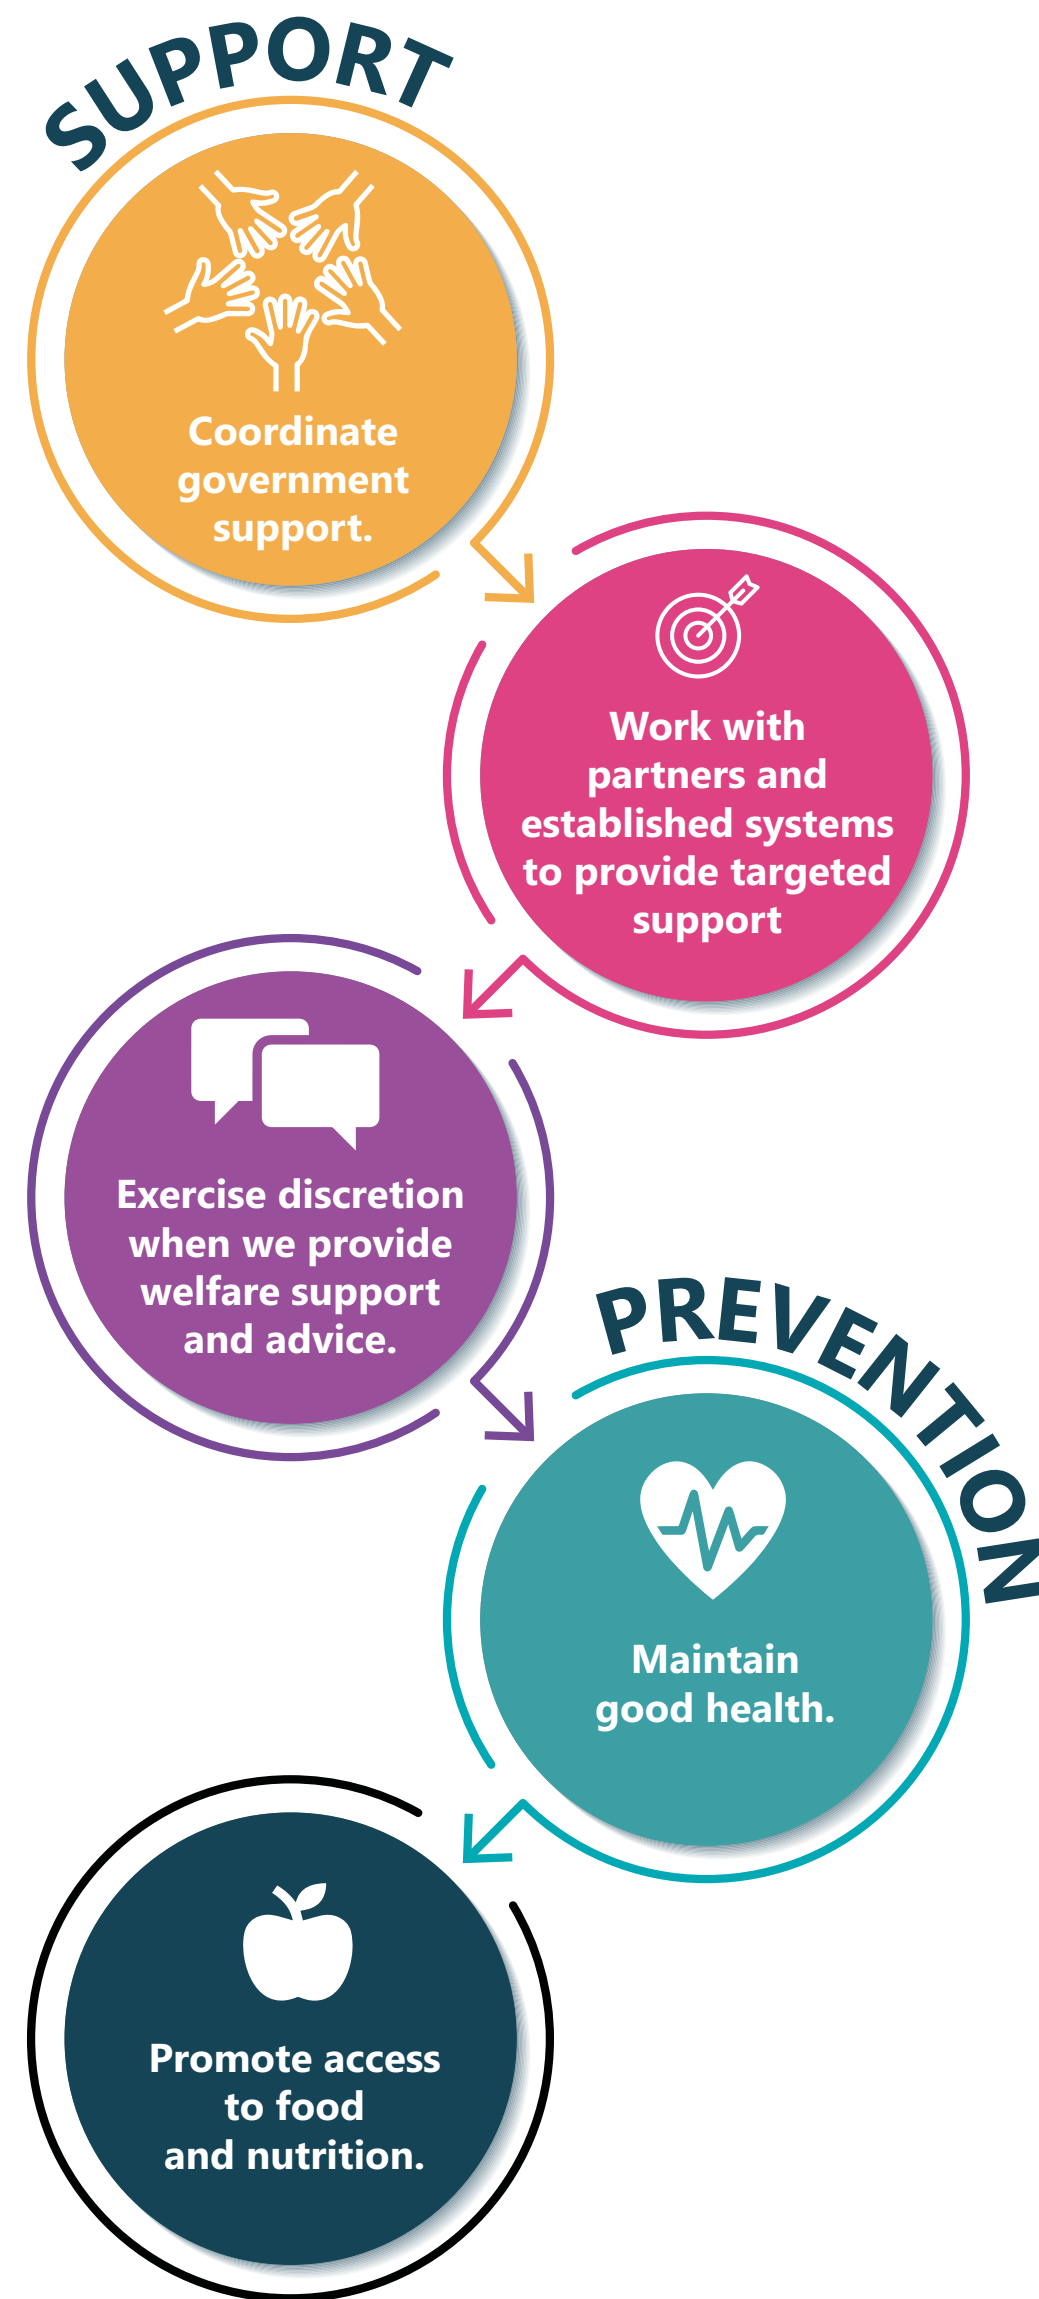 SUPPORT
Coordinate
government
support.
Work with
partners and
established systems
to provide targeted
support
Exercise discretion
when we provide
welfare support
and advice.
PREVENTION
Maintain
good health.
Promote access
to food
and nutrition.